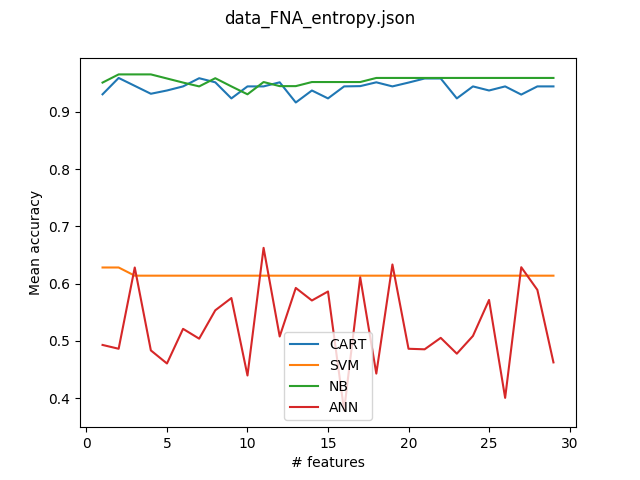 data_FNA_entropy.json
Mean accuracy
0.9
0.8
0.7
0.6
0.5
0.4
CART
SVM
NB
ANN
0 5 10 15 20 25 30
# features